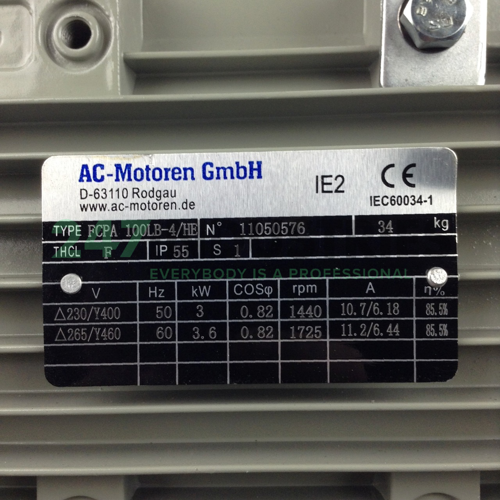 AC-Motoren GmbH
D-63110 Rodgau
www.ac-motoren.de
IE2
CE
IEC60034-1
TYPE FCPA 100LB-4/HE N° 11050576 34 kg
THCL F IP 55 S 1
EVERYBODY IS A PROFESSIONAL
V Hz kW COSφ rpm A η%
△230/Y400 50 3 0.82 1440 10.7/6.18 85.5%
△265/Y460 60 3.6 0.82 1725 11.2/6.44 85.5%